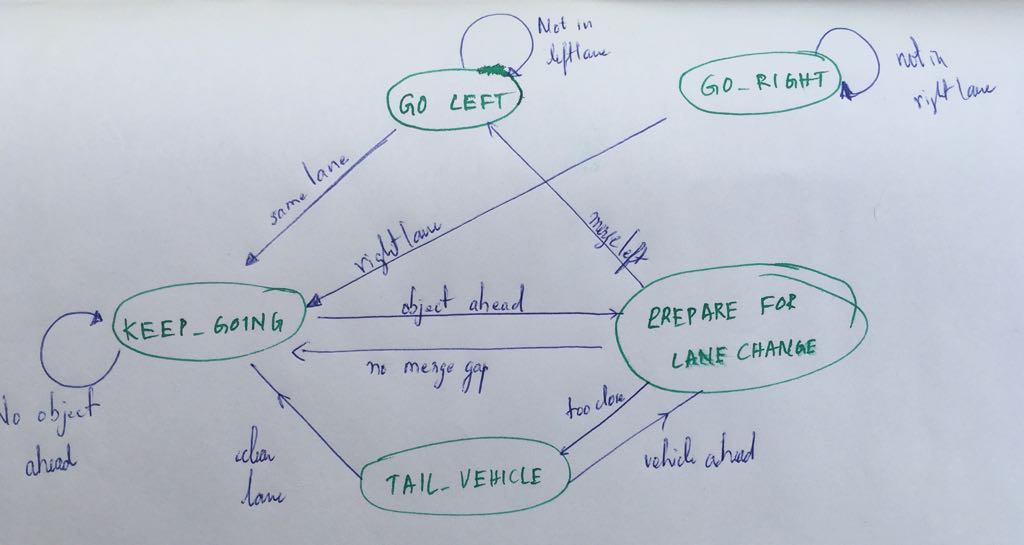 Not in
left lane
GO LEFT
GO_RIGHT
not in
right lane
same lane
right lane
merge left
object ahead
KEEP_GOING
PREPARE FOR
LANE CHANGE
no merge gap
No object
ahead
too close
clear
lane
TAIL_VEHICLE
vehicle ahead